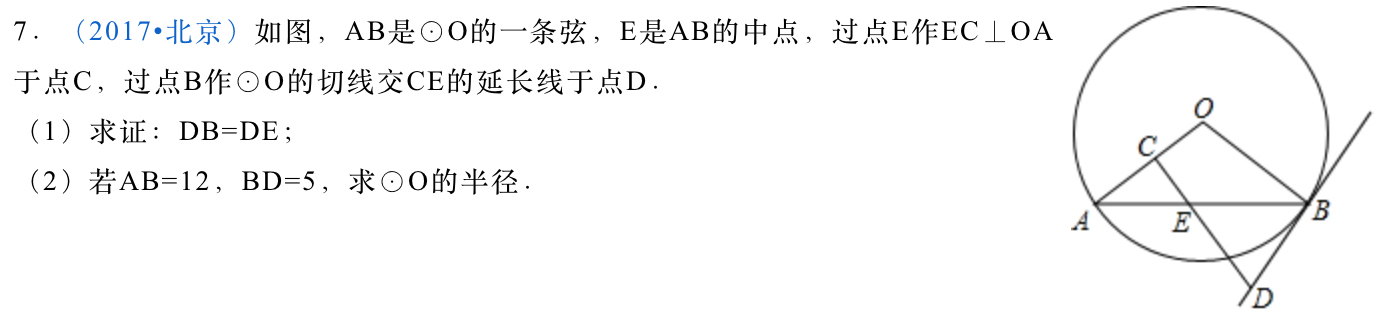 7. （2017•北京）如图，AB是⊙O的一条弦，E是AB的中点，过点E作EC⊥OA
于点C，过点B作⊙O的切线交CE的延长线于点D.
（1）求证：DB=DE；
（2）若AB=12，BD=5，求⊙O的半径.
O
C
A
E
B
D